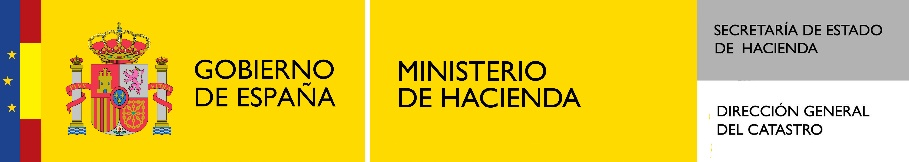 GOBIERNO
DE ESPAÑA
MINISTERIO
DE HACIENDA
SECRETARÍA DE ESTADO
DE HACIENDA
DIRECCIÓN GENERAL
DEL CATASTRO